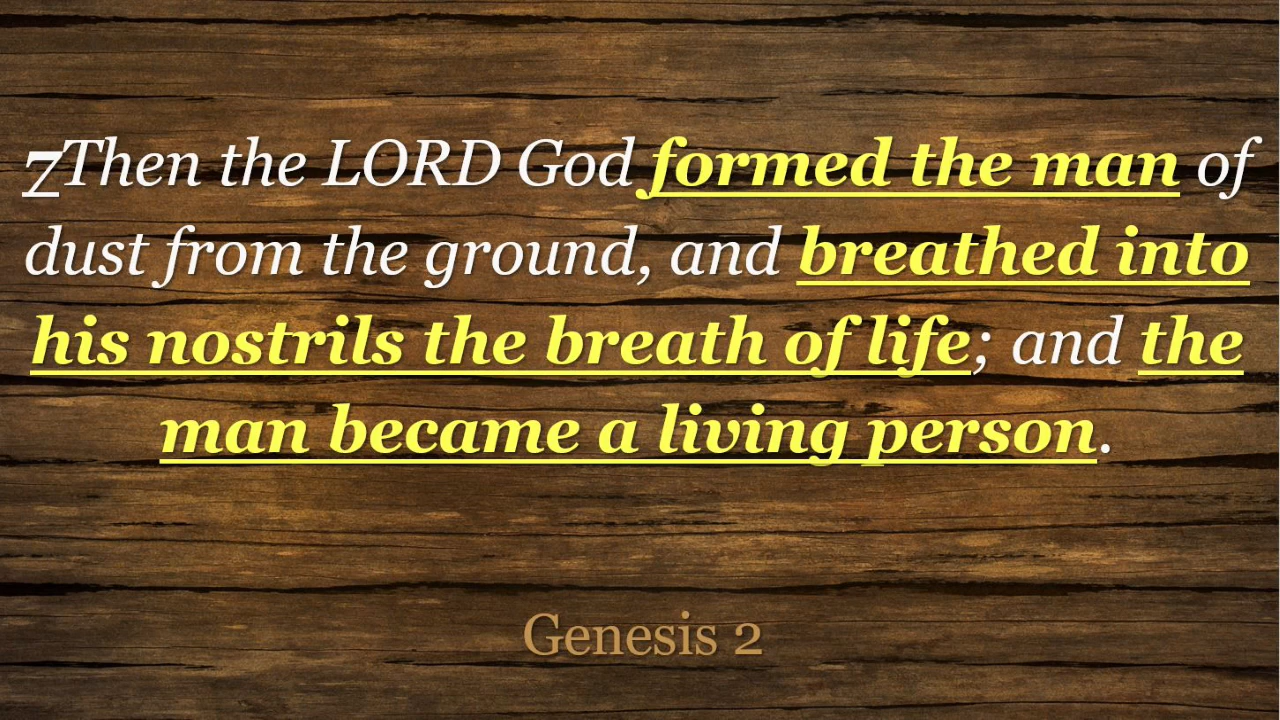 7Then the LORD God formed the man of
dust from the ground, and breathed into
his nostrils the breath of life; and the
man became a living person.
Genesis 2